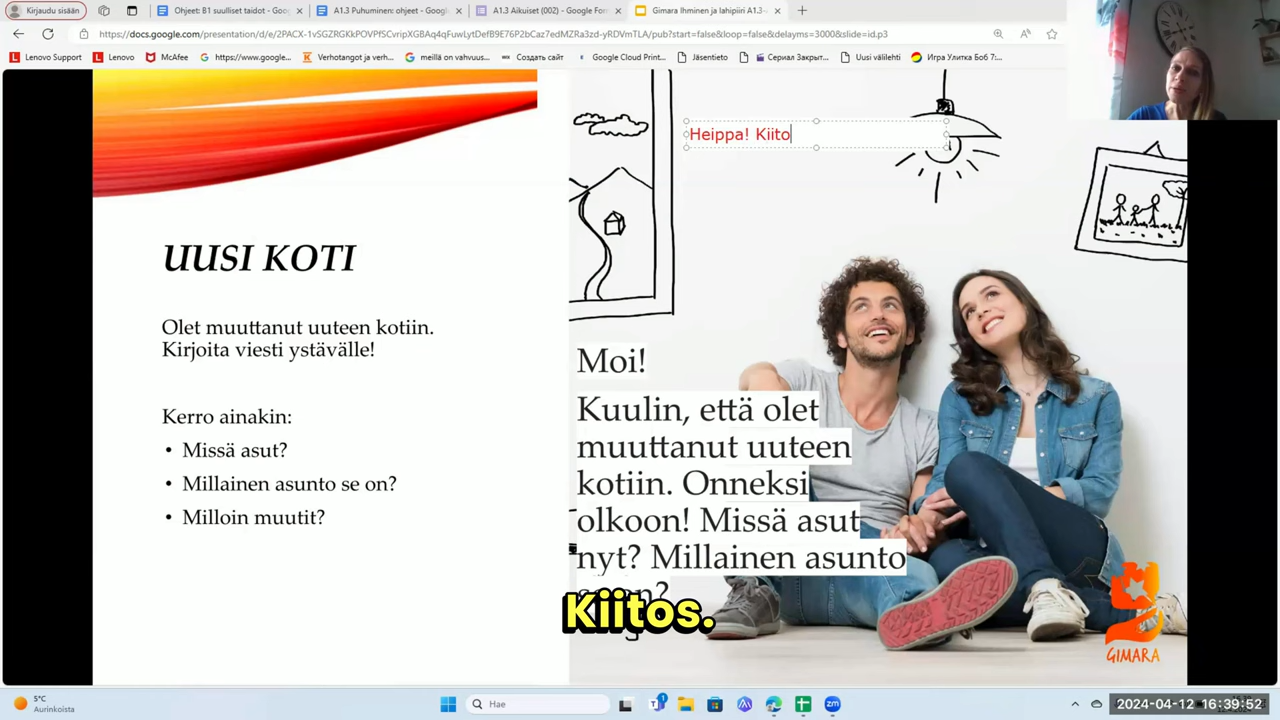 Kirjaudu sisään
Objekti: B1 suulliset taidot - Goog
A1.3 Puhuminen: ohjeet - Google
A1.3 Aikuiset (002) - Google For
Gimara Ihminen ja lahipiiri A1.3
https://docs.google.com/presentation/d/e/2PACX-1vSGZRGKkPOVPfSCvripXGBAq4qFuwLytDefB9E76P2bCaz7edMZRa3zd-yRDVmTLA/pub?start=false&loop=false&delayms=3000&slide=id.p3
Lenovo Support
Lenovo
McAfee
https://www.google...
Verhotangot ja verh...
meillä on vahvuus...
Создать сайт
Google Cloud Print...
Jäsentieto
Сериал Закрыт...
Uusi välilehti
Игра Улитка Боб 7:...
Heippa! Kiito
UUSI KOTI
Olet muuttanut uuteen kotiin.
Kirjoita viesti ystävälle!
Kerro ainakin:
• Missä asut?
• Millainen asunto se on?
• Milloin muutit?
Moi!
Kuulin, että olet
muuttanut uuteen
kotiin. Onneksi
olkoon! Missä asut
nyt? Millainen asunto
Kiitos.
GIMARA
5°C
Aurinkoista
Hae
2024-04-12 16:39:52